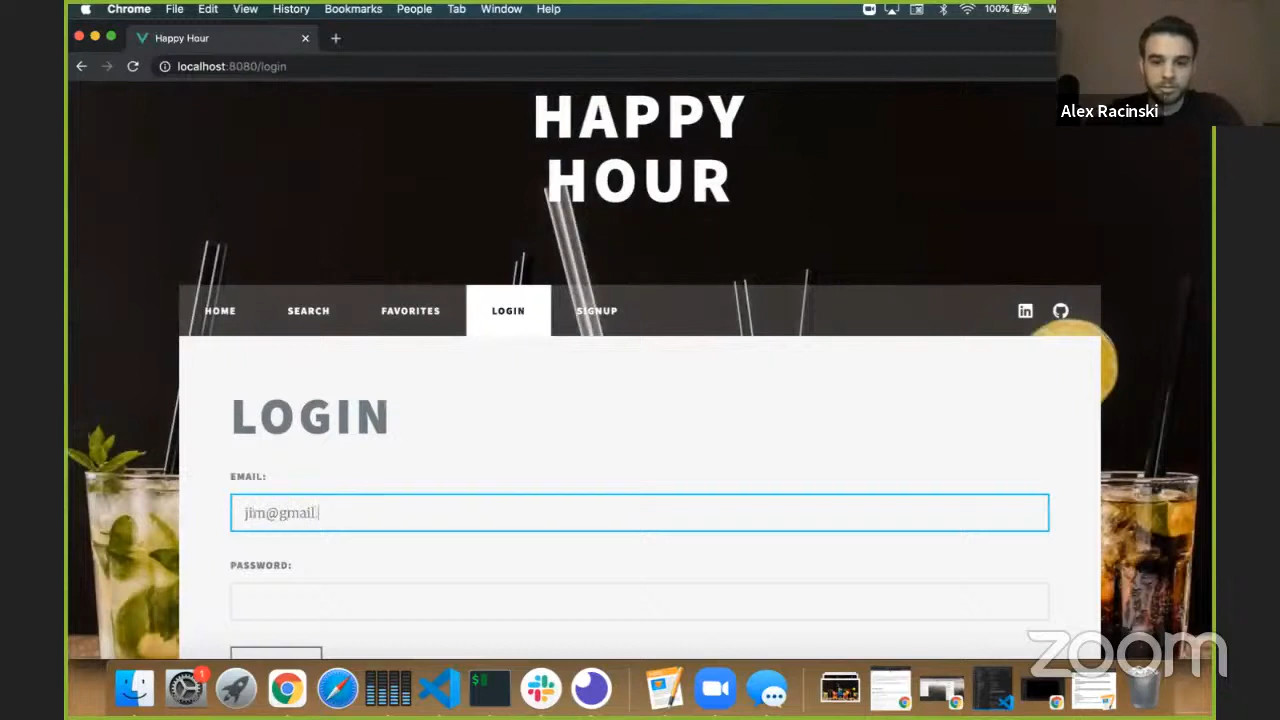 Chrome File Edit View History Bookmarks People Tab Window Help 100%
Happy Hour
localhost:8080/login
Alex Racinski
HAPPY
HOUR
HOME SEARCH FAVORITES LOGIN SIGNUP
LOGIN
EMAIL:
jim@gmail.
PASSWORD:
zoom